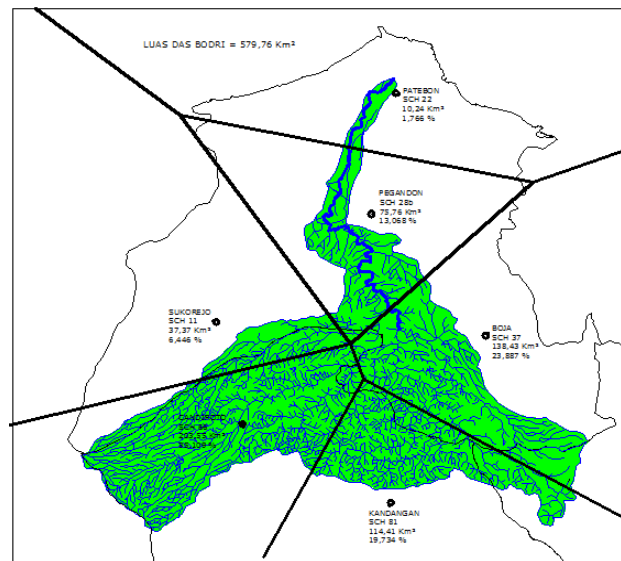 LUAS DAS BODRI = 579,76 Km²
PATEBON
SCH 22
10,24 Km²
1,766 %
PEGANDON
SCH 28b
75,76 Km²
13,068 %
SUKOREJO
SCH 11
37,37 Km²
6,446 %
BOJA
SCH 37
138,43 Km²
23,887 %
KANDANGAN
SCH 81
114,41 Km²
19,734 %